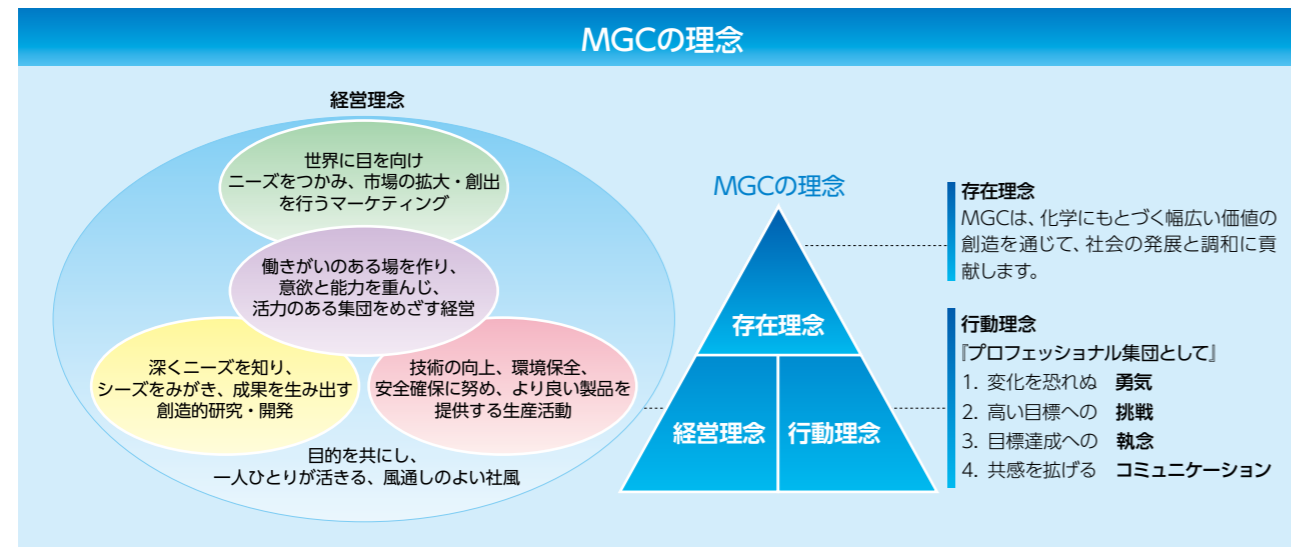 MGCの理念
経営理念
世界に目を向け
ニーズをつかみ、市場の拡大・創出
を行うマーケティング
働きがいのある場を作り、
意欲と能力を重んじ、
活力のある集団をめざす経営
深くニーズを知り、
シーズをみがき、成果を生み出す
創造的研究・開発
技術の向上、環境保全、
安全確保に努め、より良い製品を
提供する生産活動
目的を共にし、
一人ひとりが活きる、風通しのよい社風
MGCの理念
存在理念
経営理念
行動理念
存在理念
MGCは、化学にもとづく幅広い価値の
創造を通じて、社会の発展と調和に貢
献します。
行動理念
『プロフェッショナル集団として』
1. 変化を恐れぬ 勇気
2. 高い目標への 挑戦
3. 目標達成への 執念
4. 共感を拡げる コミュニケーション